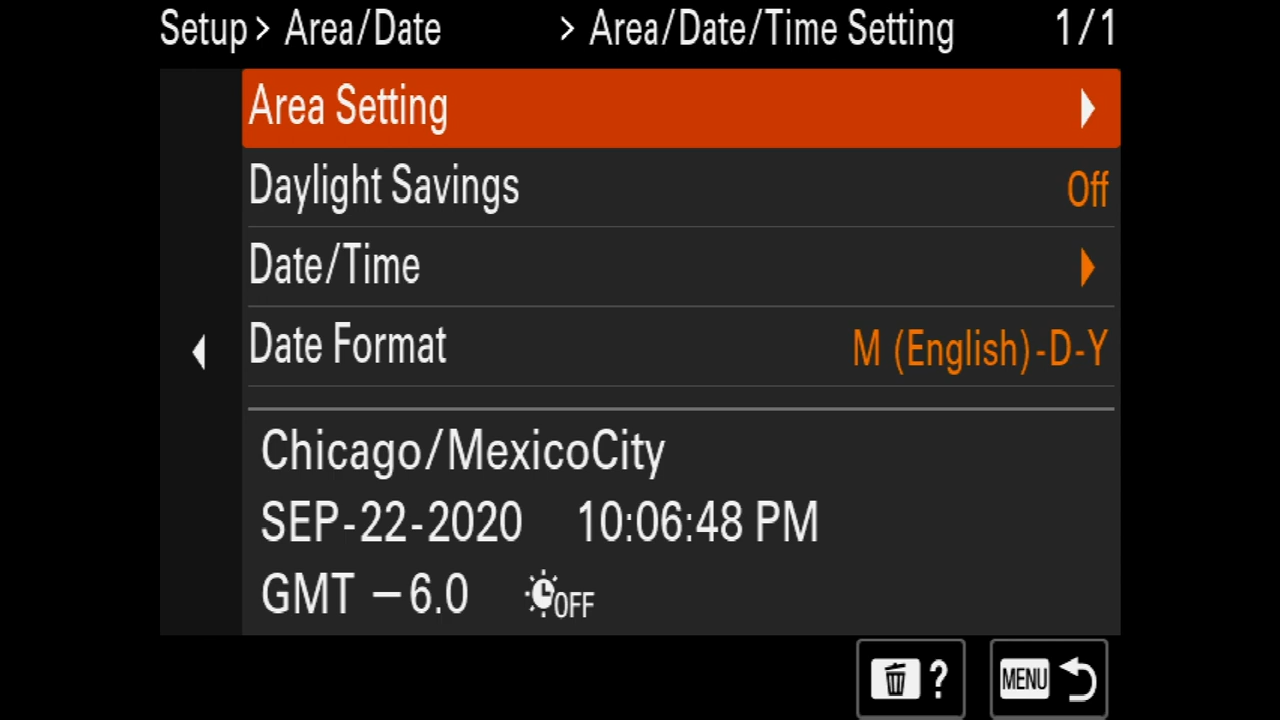 Setup > Area/Date > Area/Date/Time Setting 1/1
Area Setting
Daylight Savings Off
Date/Time
Date Format M (English)-D-Y
Chicago/MexicoCity
SEP-22-2020 10:06:48 PM
GMT −6.0 OFF
? MENU